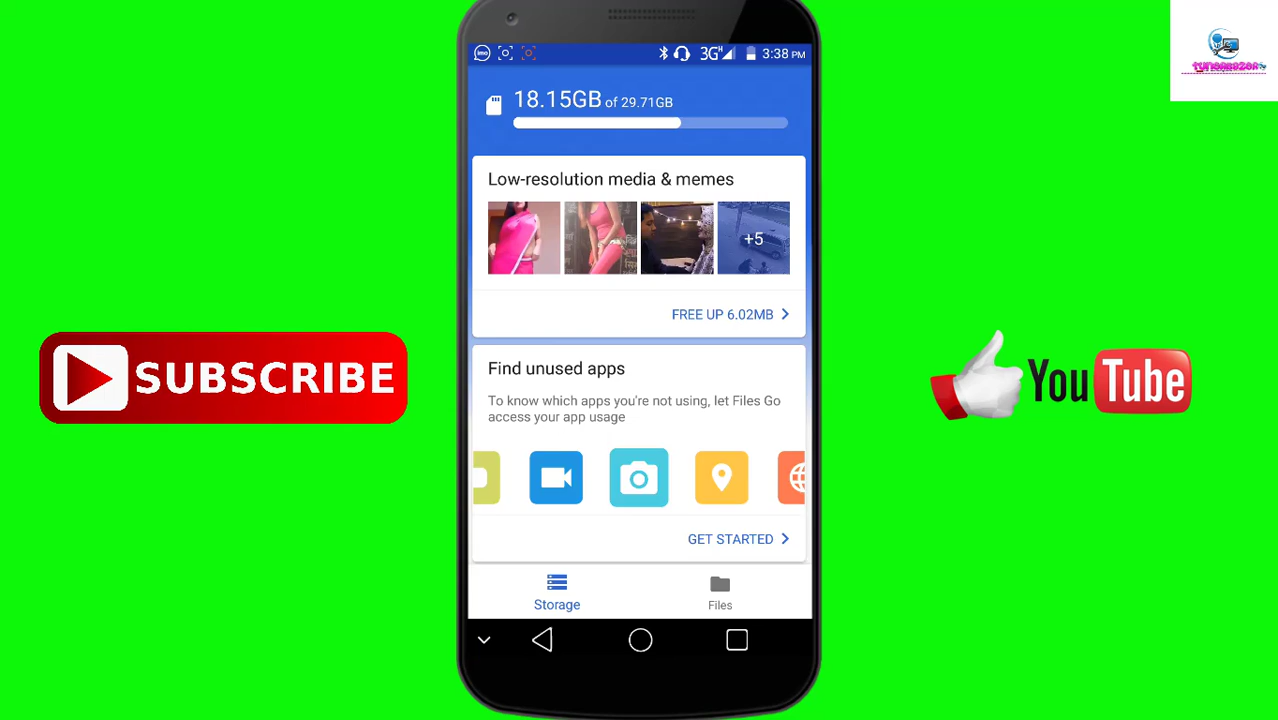 imo
3G H
3:38 PM
18.15GB of 29.71GB
Low-resolution media & memes
+5
FREE UP 6.02MB
Find unused apps
To know which apps you're not using, let Files Go
access your app usage
GET STARTED
Storage
Files
SUBSCRIBE
YouTube